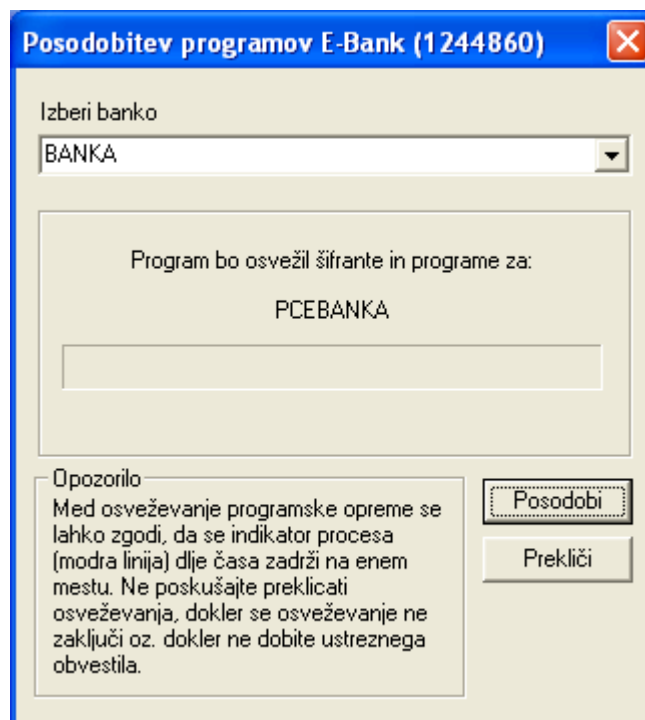 Posodobitev programov E-Bank (1244860)
Izberi banko
BANKA
Program bo osvežil šifrante in programe za:
PCEBANKA
Opozorilo
Med osveževanje programske opreme se
lahko zgodi, da se indikator procesa
(modra linija) dlje časa zadrži na enem
mestu. Ne poskušajte preklicati
osveževanja, dokler se osveževanje ne
zaključi oz. dokler ne dobite ustreznega
obvestila.
Posodobi
Prekliči